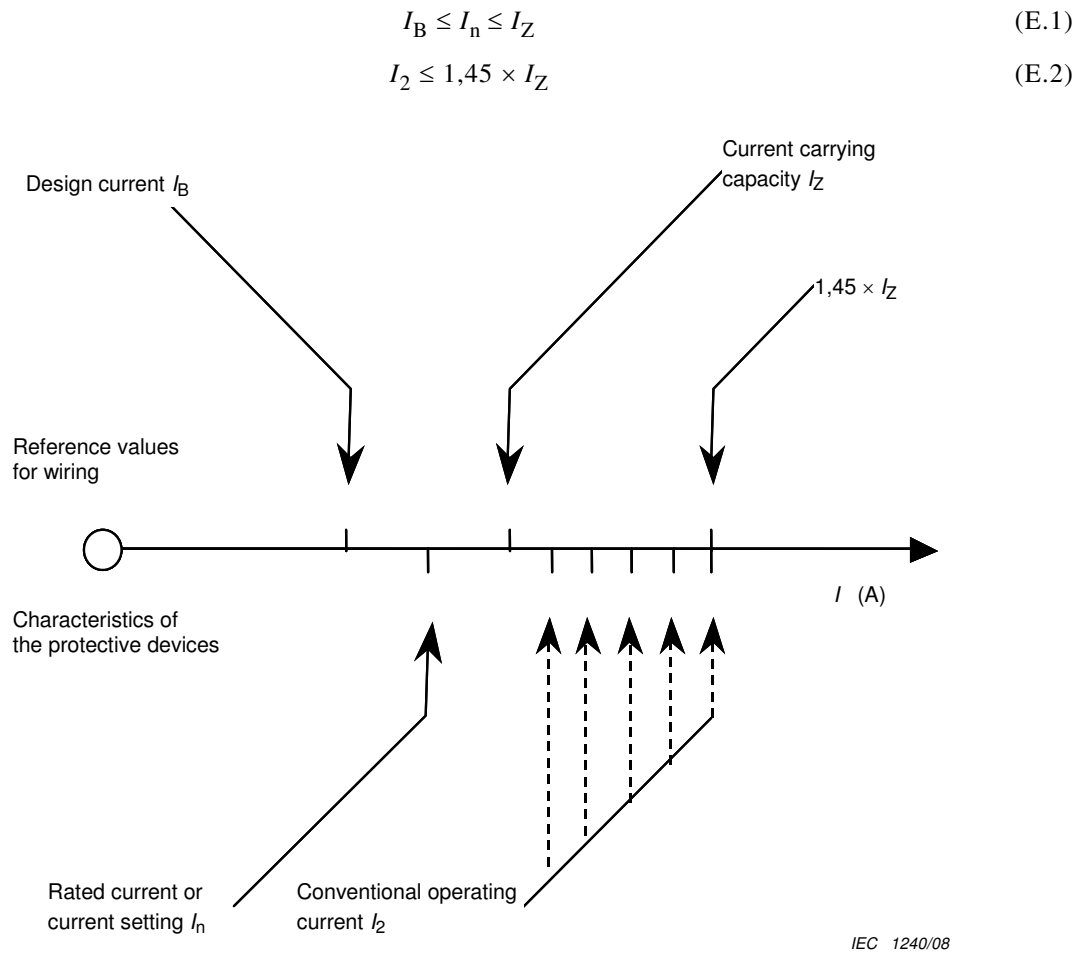 I_B ≤ I_n ≤ I_Z (E.1)
I_2 ≤ 1,45 × I_Z (E.2)
Current carrying
capacity I_Z
Design current I_B
1,45 × I_Z
Reference values
for wiring
I (A)
Characteristics of
the protective devices
Rated current or
current setting I_n
Conventional operating
current I_2
IEC 1240/08